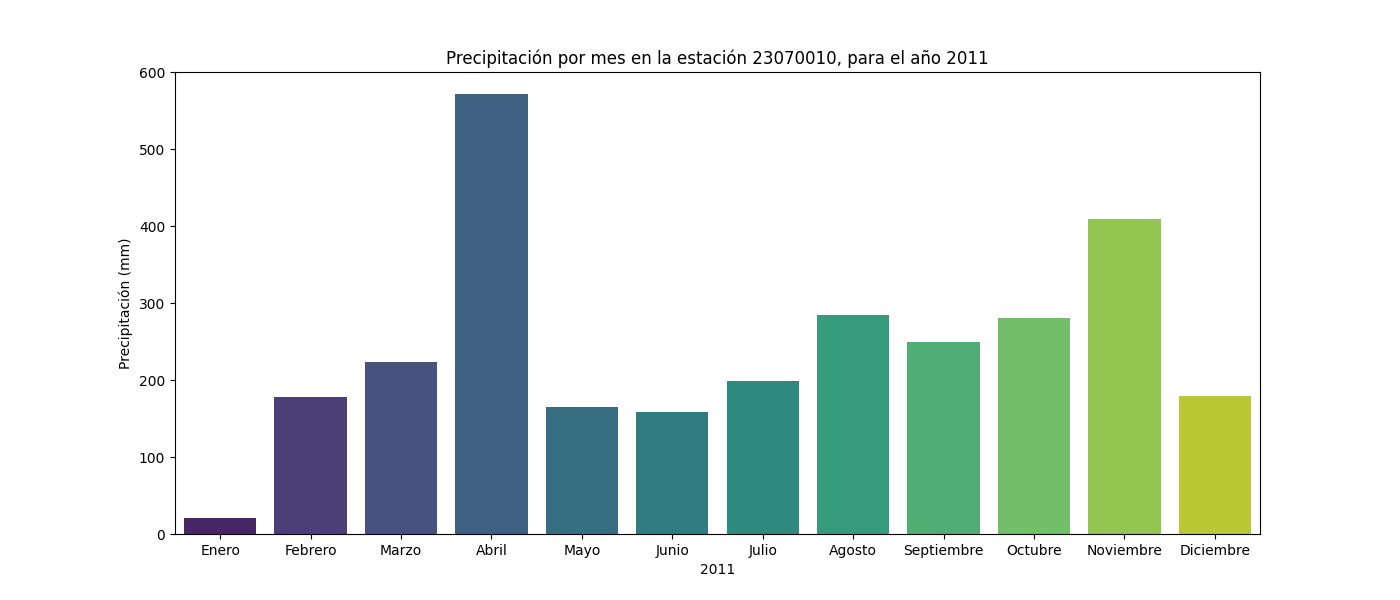 Precipitación por mes en la estación 23070010, para el año 2011
600
500
400
300
200
100
0
Precipitación (mm)
Enero Febrero Marzo Abril Mayo Junio Julio Agosto Septiembre Octubre Noviembre Diciembre
2011